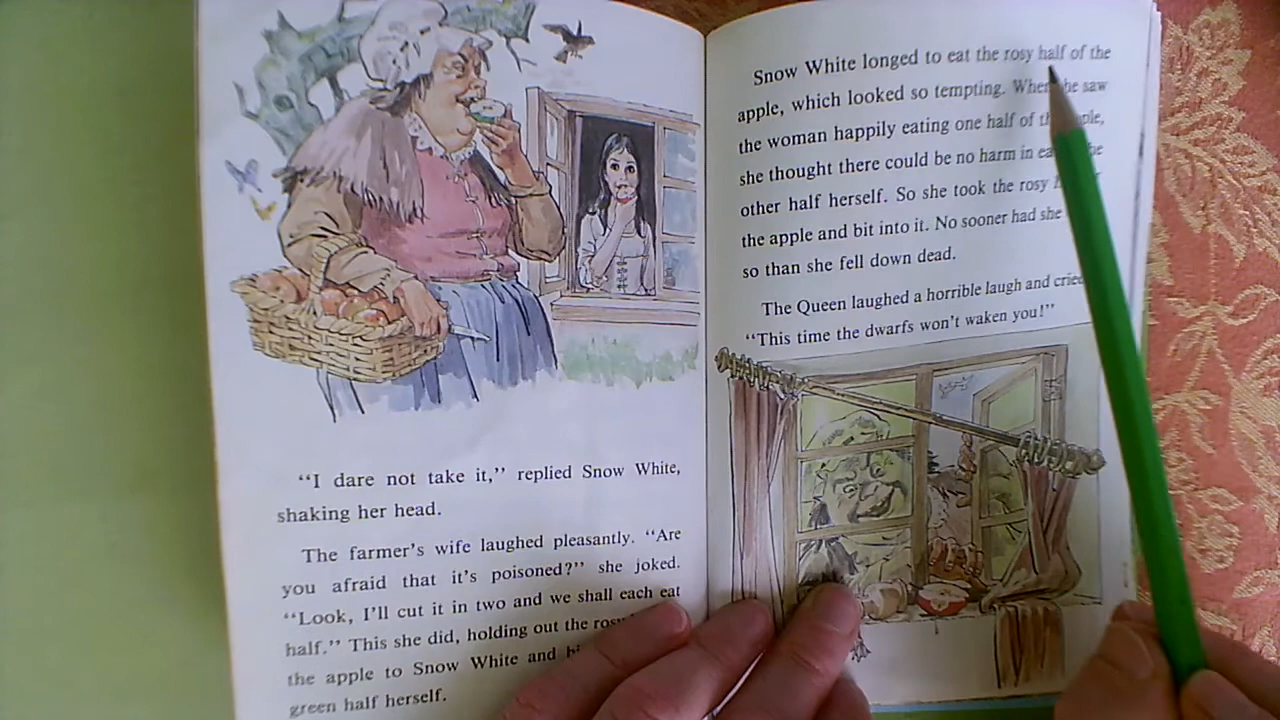 “I dare not take it,” replied Snow White,
shaking her head.
The farmer’s wife laughed pleasantly. “Are
you afraid that it’s poisoned?” she joked.
“Look, I’ll cut it in two and we shall each eat
half.” This she did, holding out the rosy
the apple to Snow White and
green half herself.
Snow White longed to eat the rosy half of the
apple, which looked so tempting. When she saw
the woman happily eating one half of the apple,
she thought there could be no harm in
other half herself. So she took the rosy
the apple and bit into it. No sooner had she
so than she fell down dead.
The Queen laughed a horrible laugh and cried
“This time the dwarfs won’t waken you!”